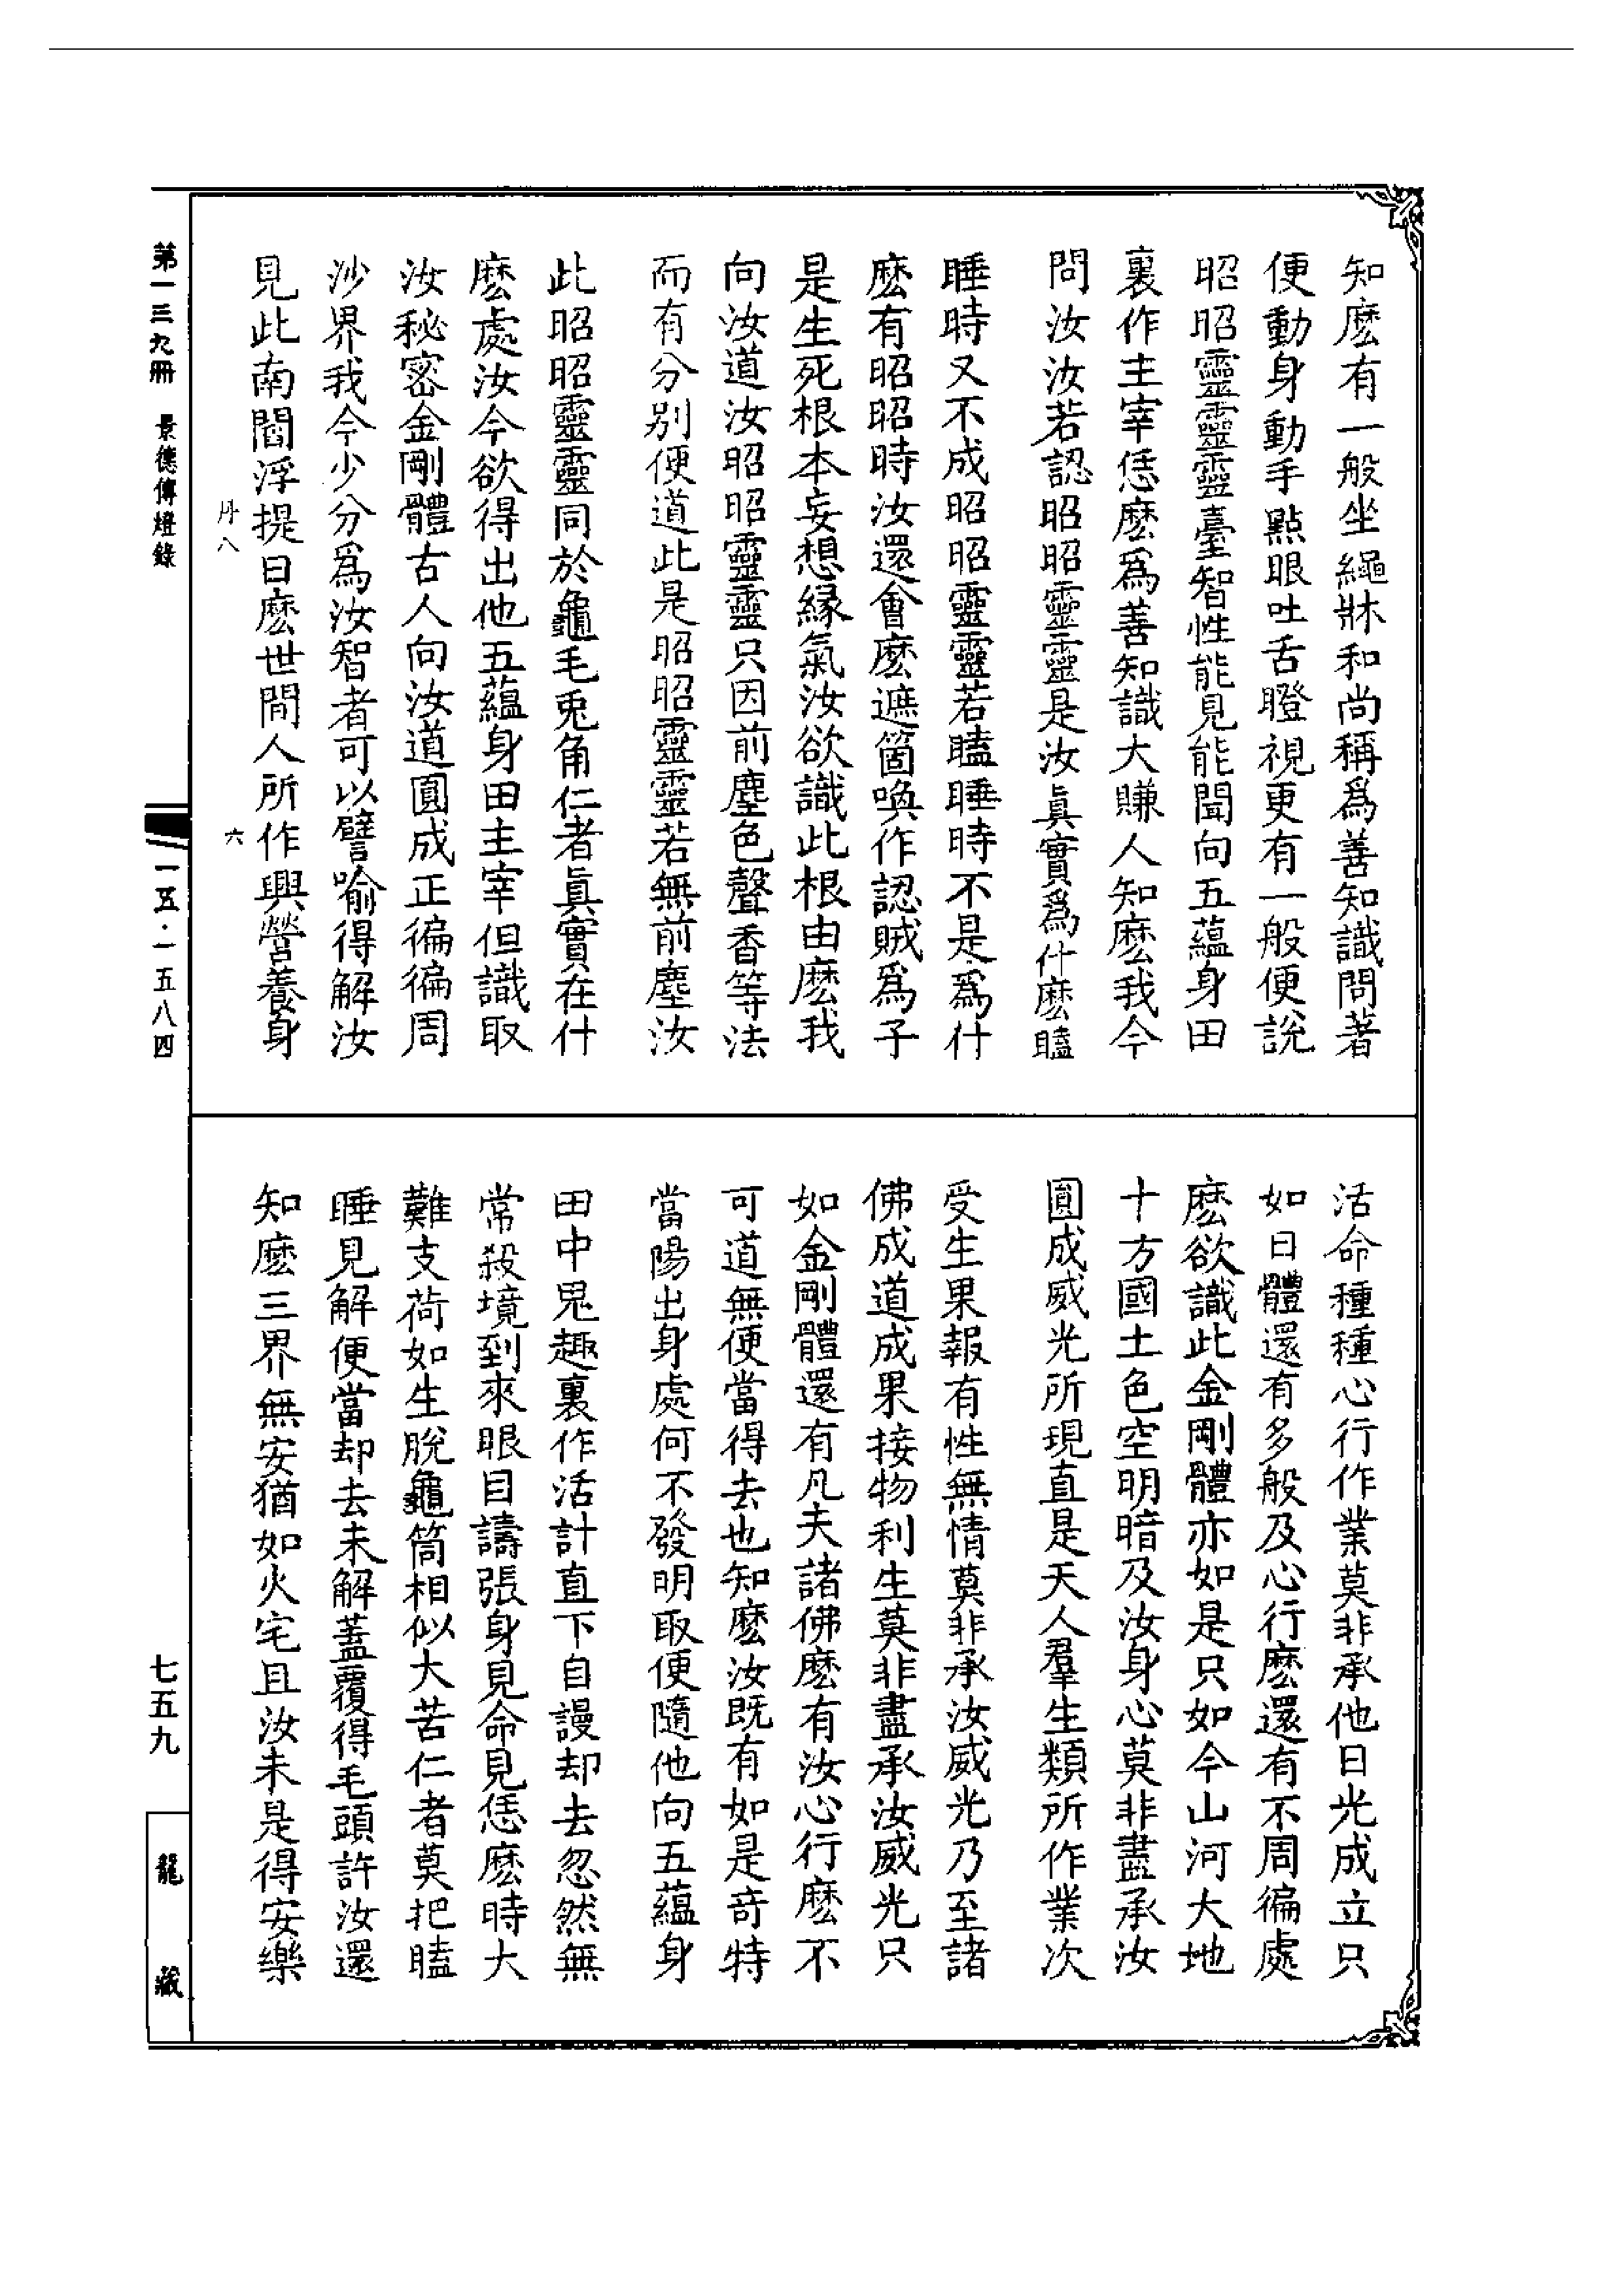 知麽有一般坐繩牀和尚稱爲善知識問著
便動身動手點眼吐舌瞪視更有一般便說
昭昭靈靈靈臺智性能見能聞向五蘊身田
裏作主宰恁麽爲善知識大賺人知麽我今
問汝汝若認昭昭靈靈是汝眞實爲什麽瞌
睡時又不成昭昭靈靈若瞌睡時不是爲什
麽有昭昭時汝還會麽遮箇喚作認賊爲子
是生死根本妄想緣氣汝欲識此根由麽我
向汝道汝昭昭靈靈只因前塵色聲香等法
而有分別便道此是昭昭靈靈若無前塵汝
此昭昭靈靈同於龜毛兎角仁者眞實在什
麽處汝今欲得出他五蘊身田主宰但識取
汝秘密金剛體古人向汝道圓成正徧徧周
沙界我今少分爲汝智者可以譬喻得解汝
見此南閻浮提日麽世間人所作興營養身
活命種種心行作業莫非承他日光成立只
如日體還有多般及心行麽還有不周徧處
麽欲識此金剛體亦如是只如今山河大地
十方國土色空明暗及汝身心莫非盡承汝
圓成威光所現直是天人羣生類所作業次
受生果報有性無情莫非承汝威光乃至諸
佛成道成果接物利生莫非盡承汝威光只
如金剛體還有凡夫諸佛麽有汝心行麽不
可道無便當得去也知麽汝既有如是奇特
當陽出身處何不發明取便隨他向五蘊身
田中鬼趣裏作活計直下自謾却去忽然無
常殺境到來眼目譸張身見命見恁麽時大
難支荷如生脫龜筒相似大苦仁者莫把瞌
睡見解便當却去未解蓋覆得毛頭許汝還
知麽三界無安猶如火宅且汝未是得安樂
丹八
六
第一三九冊 景德傳燈錄
一五·一五八四
七五九
龍藏